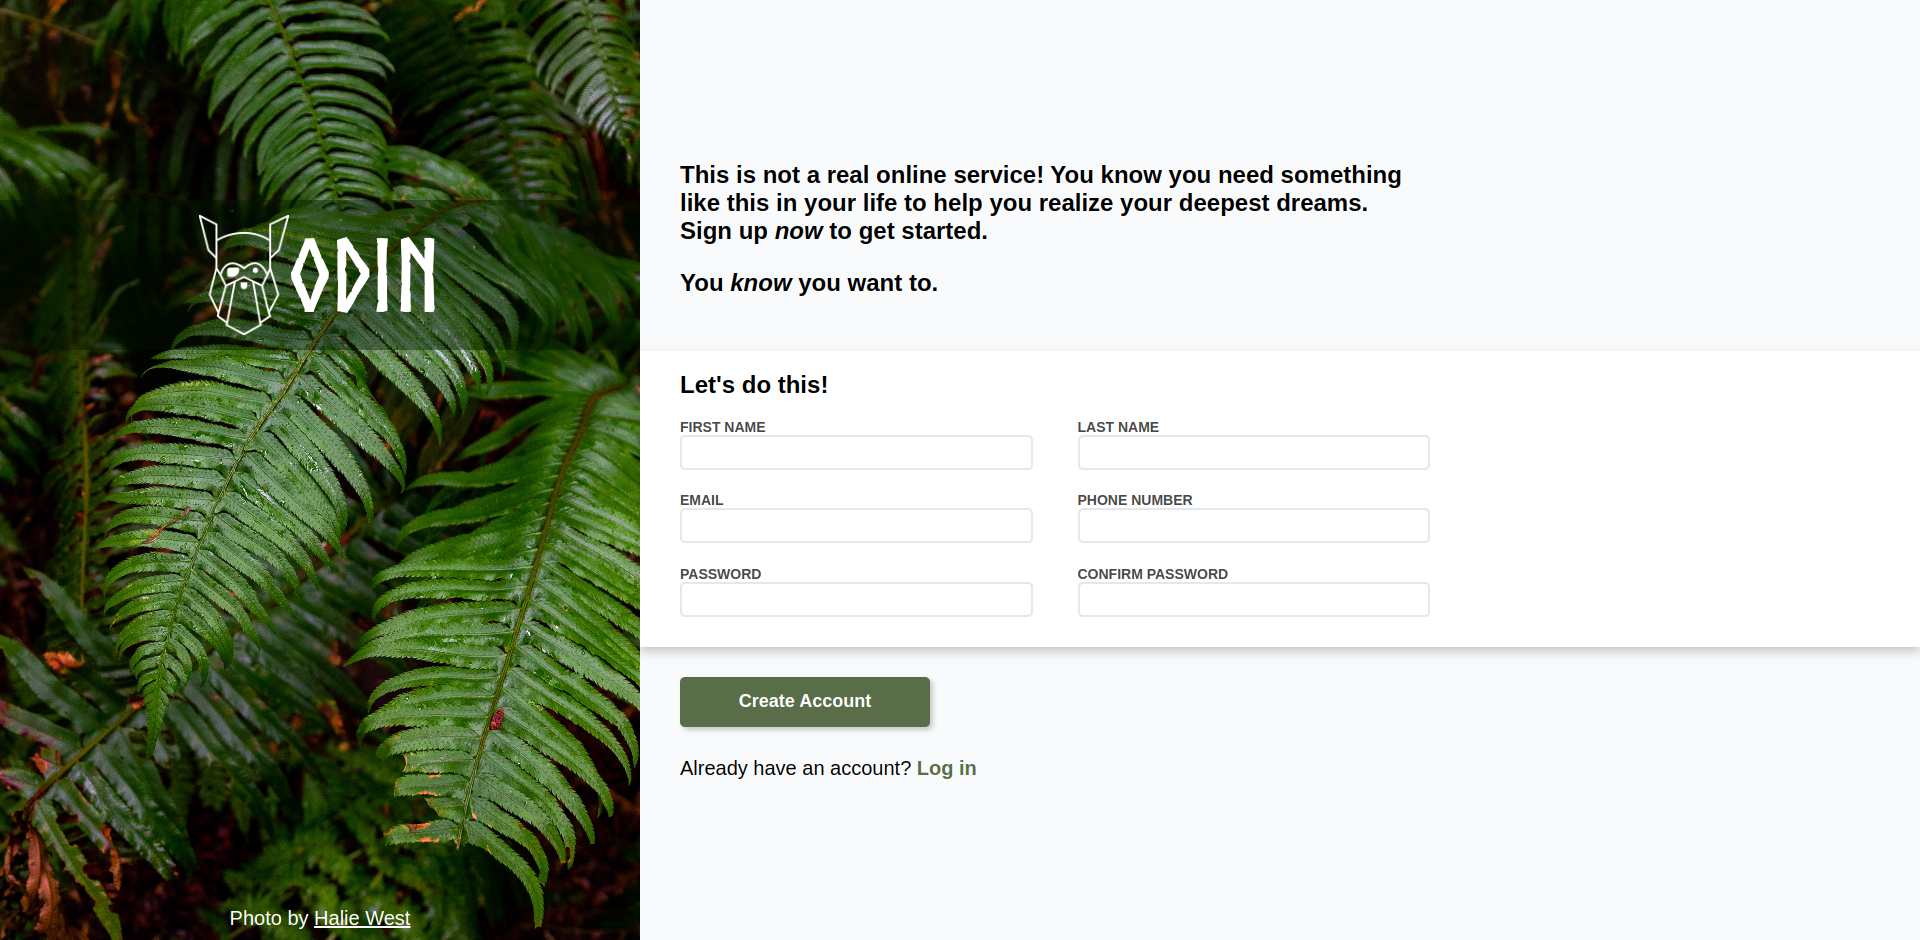 ODIN
Photo by Halie West
This is not a real online service! You know you need something
like this in your life to help you realize your deepest dreams.
Sign up now to get started.
You know you want to.
Let's do this!
FIRST NAME
LAST NAME
EMAIL
PHONE NUMBER
PASSWORD
CONFIRM PASSWORD
Create Account
Already have an account? Log in